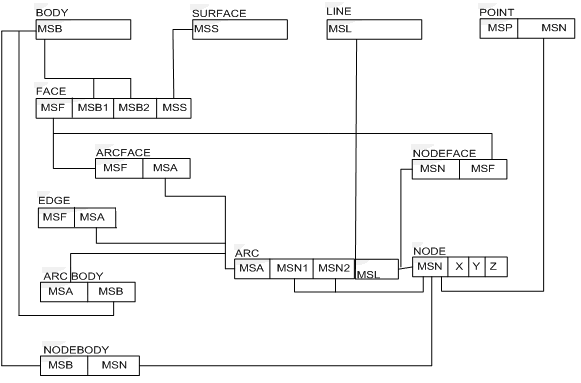 BODY SURFACE LINE POINT
MSB MSS MSL MSP MSN
FACE
MSF MSB1 MSB2 MSS
ARCFACE NODEFACE
MSF MSA MSN MSF
EDGE
MSF MSA
ARC NODE
MSA MSN1 MSN2 MSL MSN X Y Z
ARC BODY
MSA MSB
NODEBODY
MSB MSN